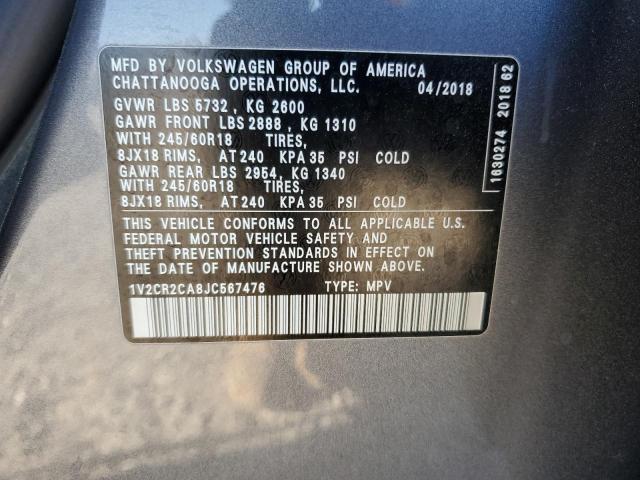 MFD BY VOLKSWAGEN GROUP OF AMERICA
CHATTANOOGA OPERATIONS, LLC. 04/2018
GVWR LBS 5732, KG 2600
GAWR FRONT LBS 2888, KG 1310
WITH 245/60R18 TIRES,
8JX18 RIMS, AT 240 KPA 35 PSI COLD
GAWR REAR LBS 2954, KG 1340
WITH 245/60R18 TIRES,
8JX18 RIMS, AT 240 KPA 35 PSI COLD
THIS VEHICLE CONFORMS TO ALL APPLICABLE U.S.
FEDERAL MOTOR VEHICLE SAFETY AND
THEFT PREVENTION STANDARDS IN EFFECT ON
THE DATE OF MANUFACTURE SHOWN ABOVE.
1V2CR2CA8JC567476 TYPE: MPV
1630274 2018 62